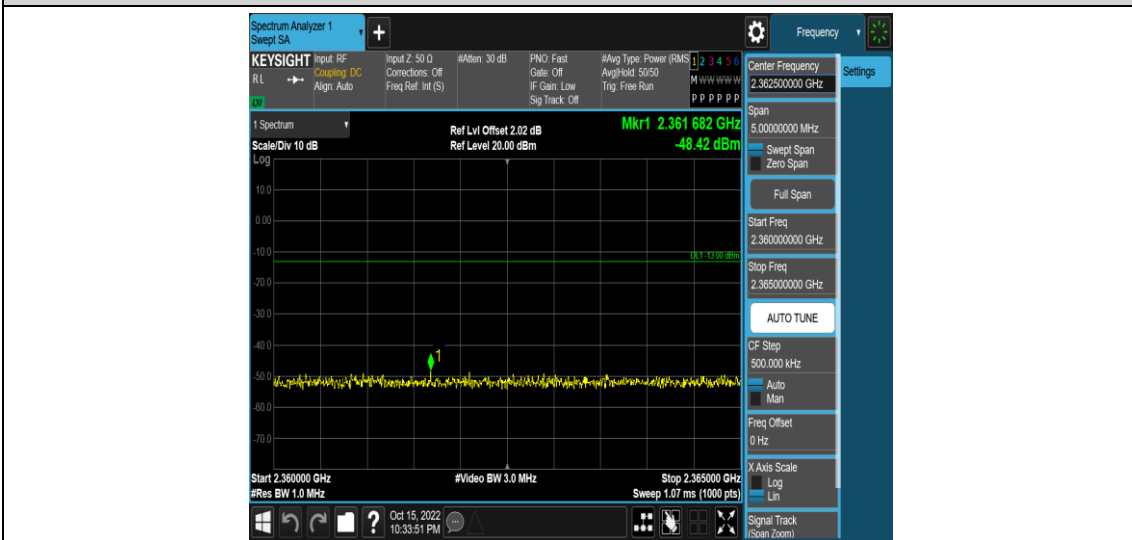 Spectrum Analyzer 1
Swept SA
+
Frequency
KEYSIGHT
RL
LW
Input: RF
Coupling: DC
Align: Auto
Input Z: 50 Ω
Corrections: Off
Freq Ref: Int (S)
#Atten: 30 dB
PNO: Fast
Gate: Off
IF Gain: Low
Sig Track: Off
#Avg Type: Power (RMS
Avg|Hold: 50/50
Trig: Free Run
1 2 3 4 5 6
M W W W W W
P P P P P P
1 Spectrum
Scale/Div 10 dB
Ref Lvl Offset 2.02 dB
Ref Level 20.00 dBm
Mkr1 2.361 682 GHz
-48.42 dBm
Log
10.0
0.00
-10.0
DL1 -13.00 dBm
-20.0
-30.0
-40.0
1
-50.0
-60.0
-70.0
Start 2.360000 GHz
#Res BW 1.0 MHz
#Video BW 3.0 MHz
Stop 2.365000 GHz
Sweep 1.07 ms (1000 pts)
Oct 15, 2022
10:33:51 PM
?
Center Frequency
2.362500000 GHz
Settings
Span
5.00000000 MHz
Swept Span
Zero Span
Full Span
Start Freq
2.360000000 GHz
Stop Freq
2.365000000 GHz
AUTO TUNE
CF Step
500.000 kHz
Auto
Man
Freq Offset
0 Hz
X Axis Scale
Log
Lin
Signal Track
(Span Zoom)